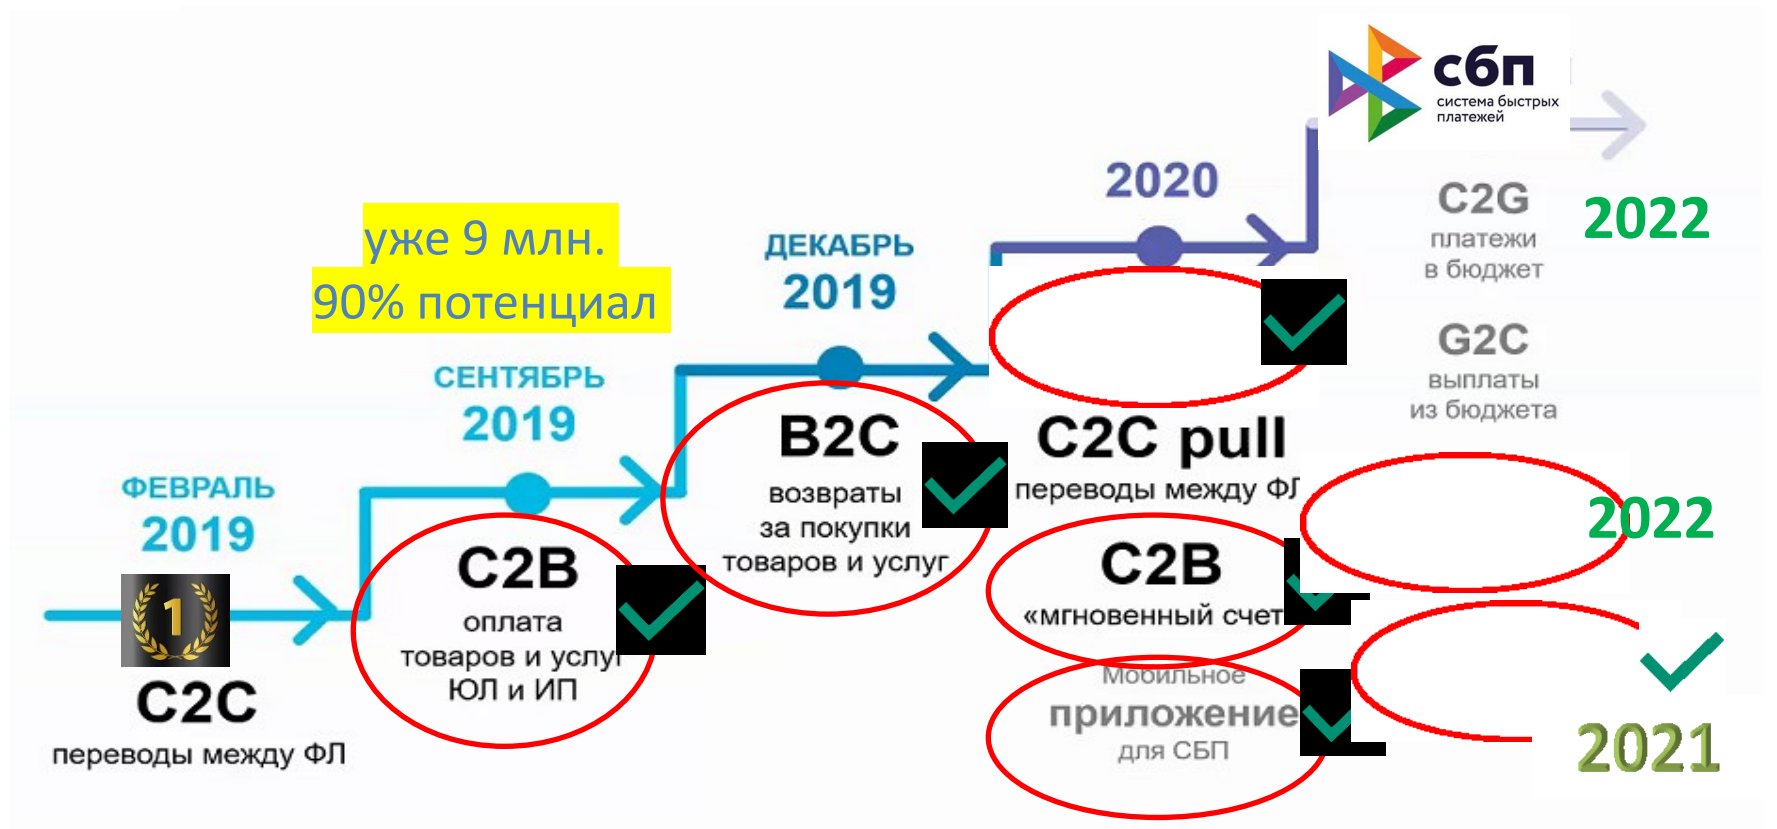 сбп
система быстрых
платежей
2020
C2G
платежи
в бюджет
2022
уже 9 млн.
90% потенциал
ДЕКАБРЬ
2019
G2C
выплаты
из бюджета
СЕНТЯБРЬ
2019
B2C
возвраты
за покупки
товаров и услуг
C2C pull
переводы между ФЛ
2022
ФЕВРАЛЬ
2019
1
C2C
переводы между ФЛ
C2B
оплата
товаров и услуг
ЮЛ и ИП
C2B
«мгновенный счет
Мобильное
приложение
для СБП
2021